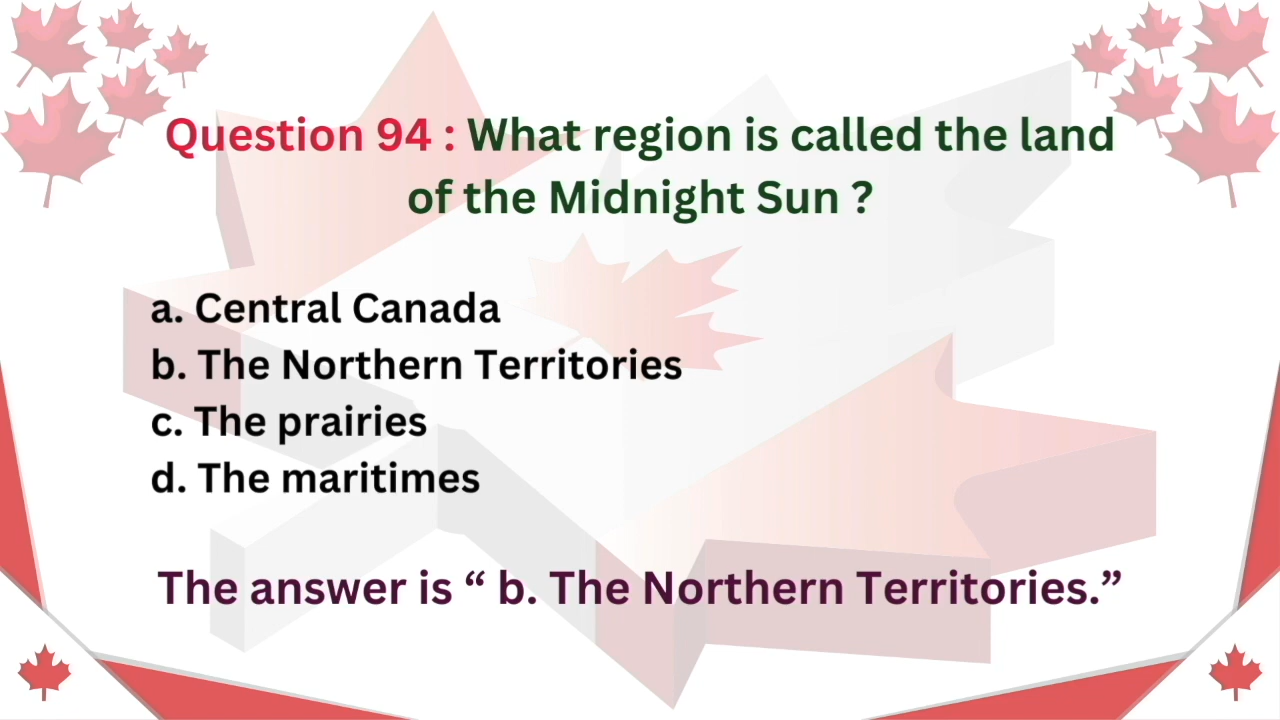 Question 94 : What region is called the land
of the Midnight Sun ?
a. Central Canada
b. The Northern Territories
c. The prairies
d. The maritimes
The answer is “ b. The Northern Territories.”